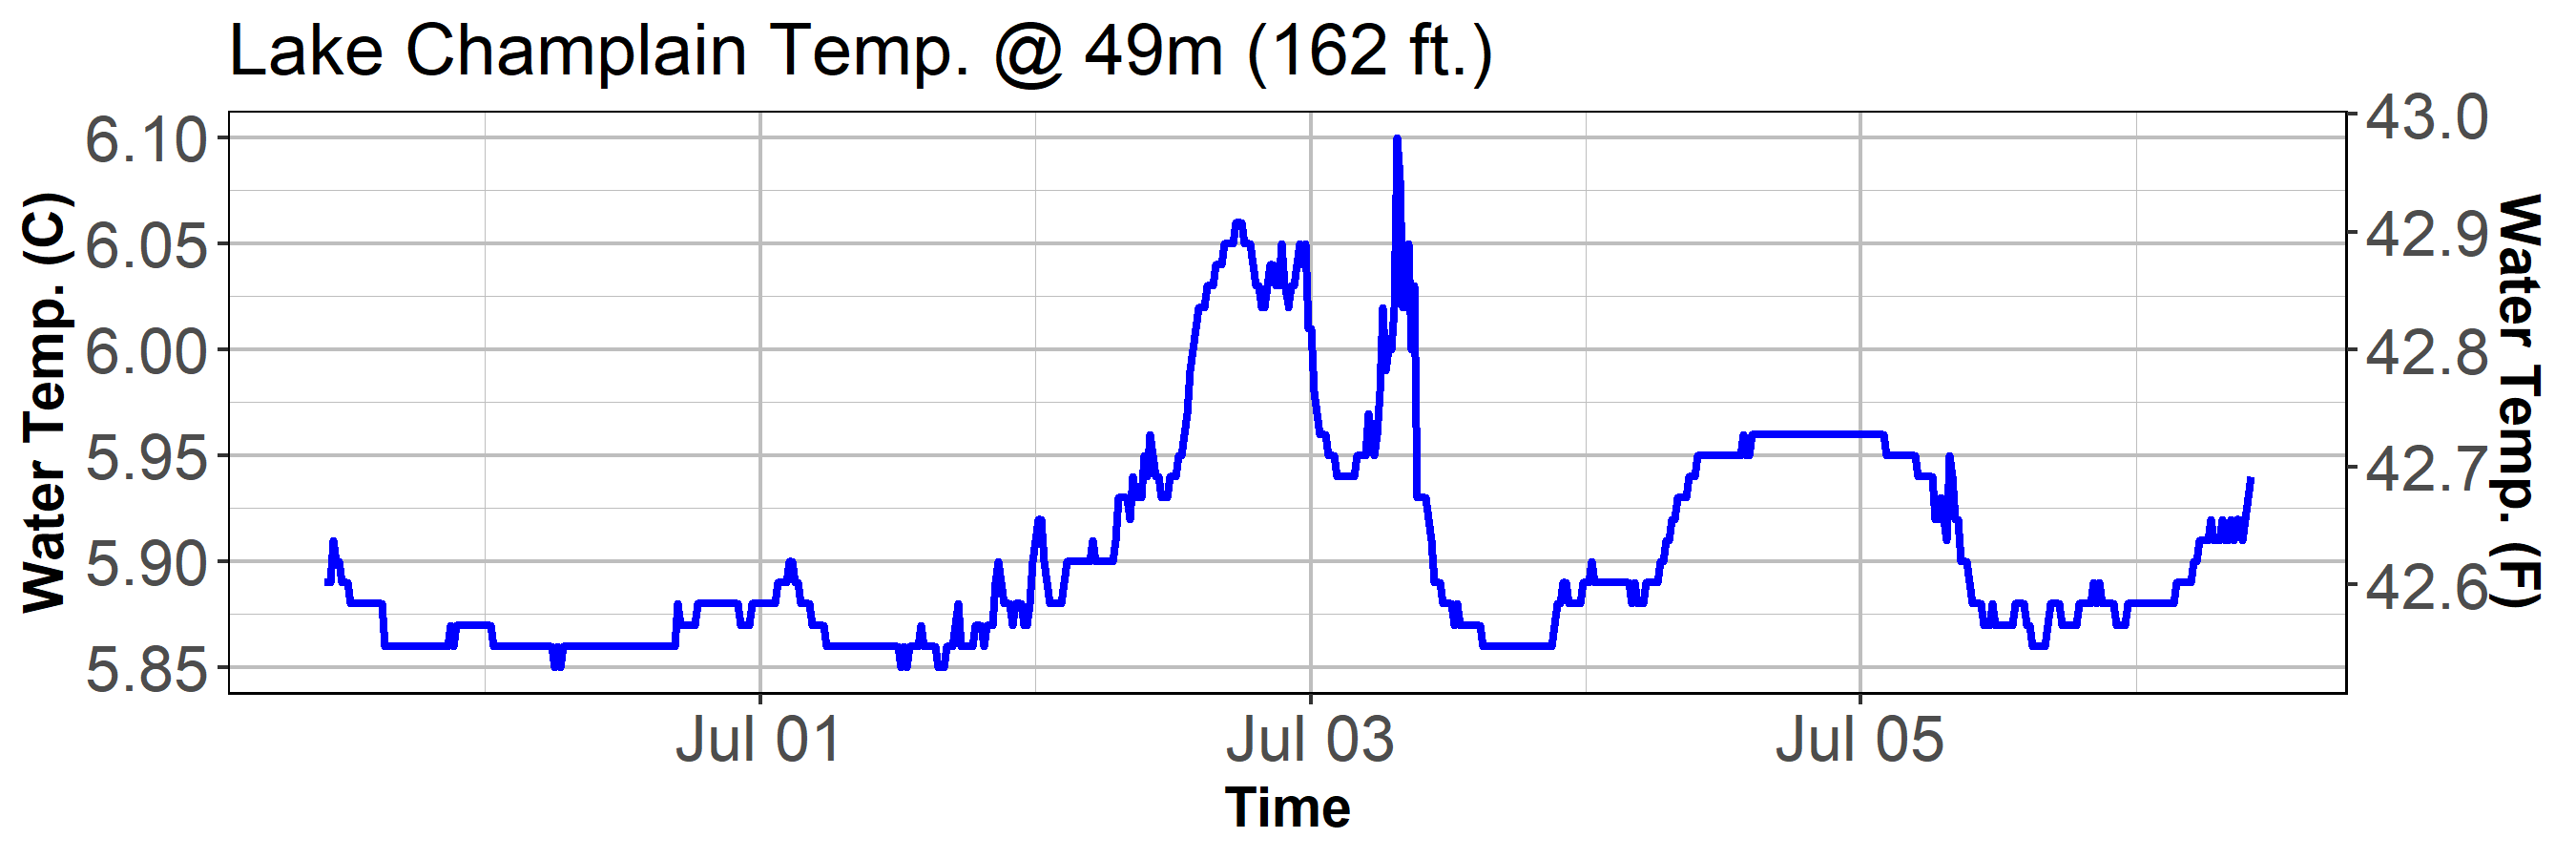 Lake Champlain Temp. @ 49m (162 ft.)
Water Temp. (C)
6.10
6.05
6.00
5.95
5.90
5.85
43.0
42.9
42.8
42.7
42.6
Water Temp. (F)
Jul 01
Jul 03
Jul 05
Time